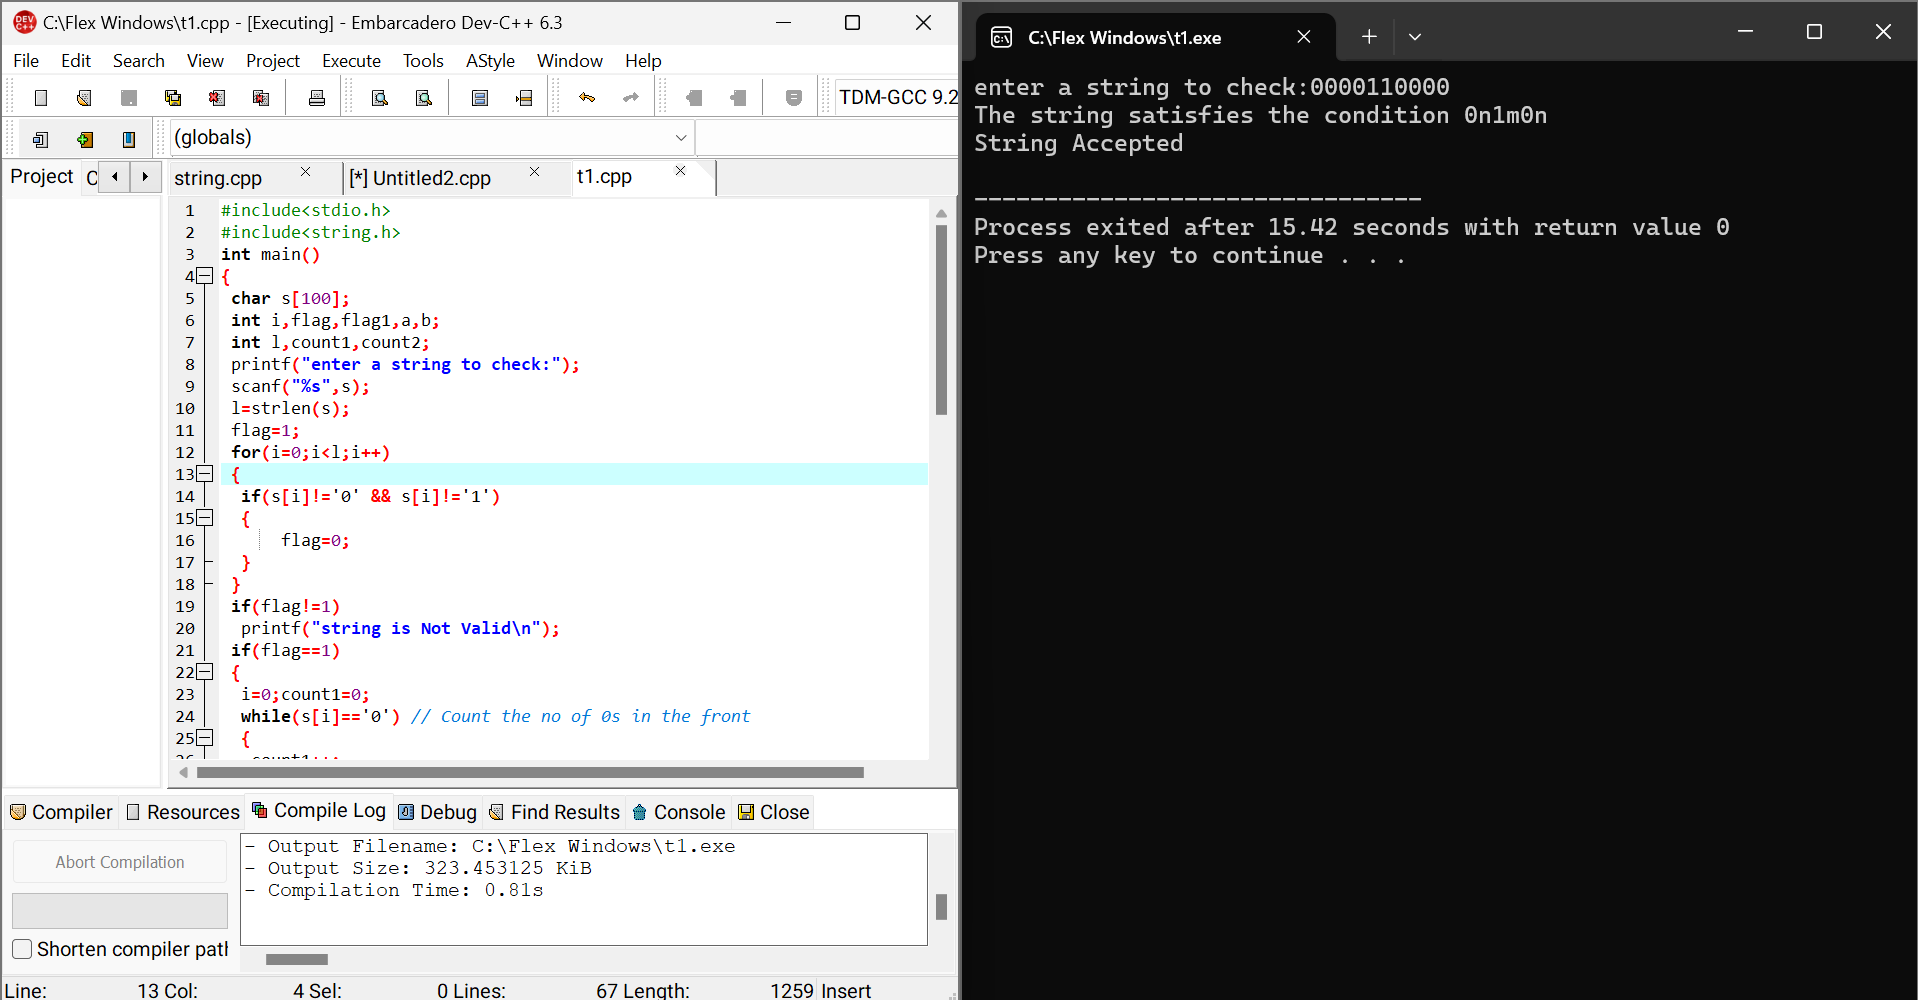 C:\Flex Windows\t1.cpp - [Executing] - Embarcadero Dev-C++ 6.3
File Edit Search View Project Execute Tools AStyle Window Help
TDM-GCC 9.2
(globals)
Project C
string.cpp [*] Untitled2.cpp t1.cpp
1 #include<stdio.h>
2 #include<string.h>
3 int main()
4 {
5 char s[100];
6 int i,flag,flag1,a,b;
7 int l,count1,count2;
8 printf("enter a string to check:");
9 scanf("%s",s);
10 l=strlen(s);
11 flag=1;
12 for(i=0;i<l;i++)
13 {
14 if(s[i]!='0' && s[i]!='1')
15 {
16 flag=0;
17 }
18 }
19 if(flag!=1)
20 printf("string is Not Valid\n");
21 if(flag==1)
22 {
23 i=0;count1=0;
24 while(s[i]=='0') // Count the no of 0s in the front
25 {
26 count1++;
Compiler Resources Compile Log Debug Find Results Console Close
Abort Compilation
Shorten compiler path
- Output Filename: C:\Flex Windows\t1.exe
- Output Size: 323.453125 KiB
- Compilation Time: 0.81s
Line: 13 Col: 4 Sel: 0 Lines: 67 Length: 1259 Insert
C:\Flex Windows\t1.exe
enter a string to check:0000110000
The string satisfies the condition 0n1m0n
String Accepted
--------------------------------
Process exited after 15.42 seconds with return value 0
Press any key to continue . . .